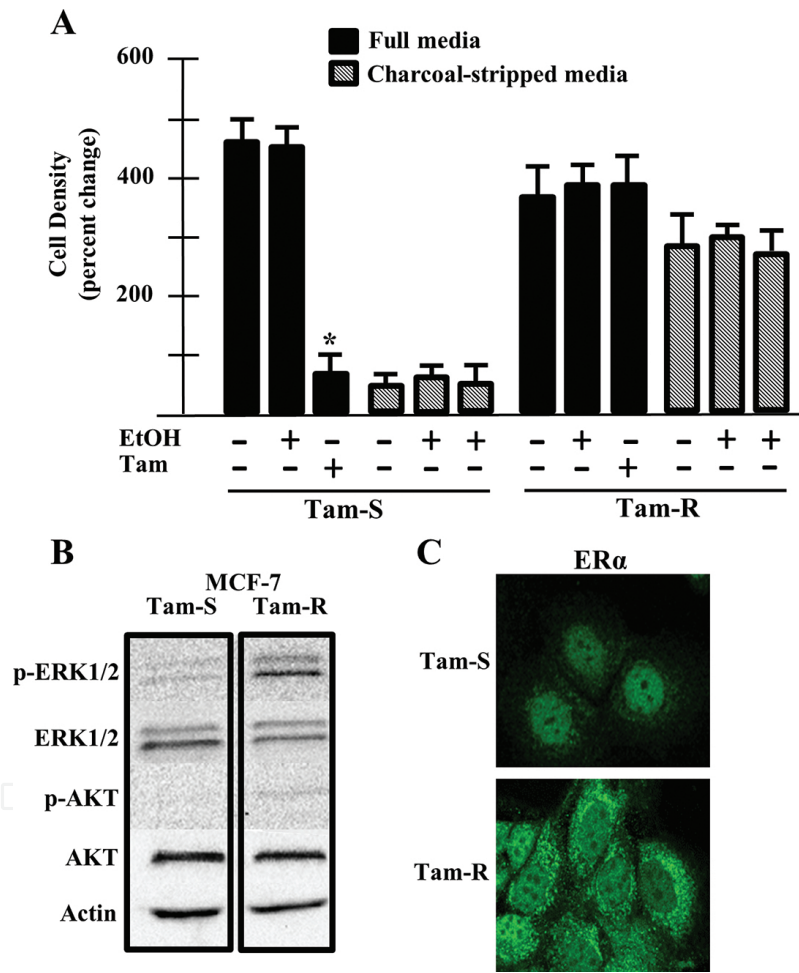 A
600
400
200
Cell Density
(percent change)
Full media
Charcoal-stripped media
*
EtOH - + - - + + - + - - + +
Tam - - + - - - - - + - - -
Tam-S Tam-R
B
MCF-7
Tam-S Tam-R
p-ERK1/2
ERK1/2
p-AKT
AKT
Actin
C
ERα
Tam-S
Tam-R